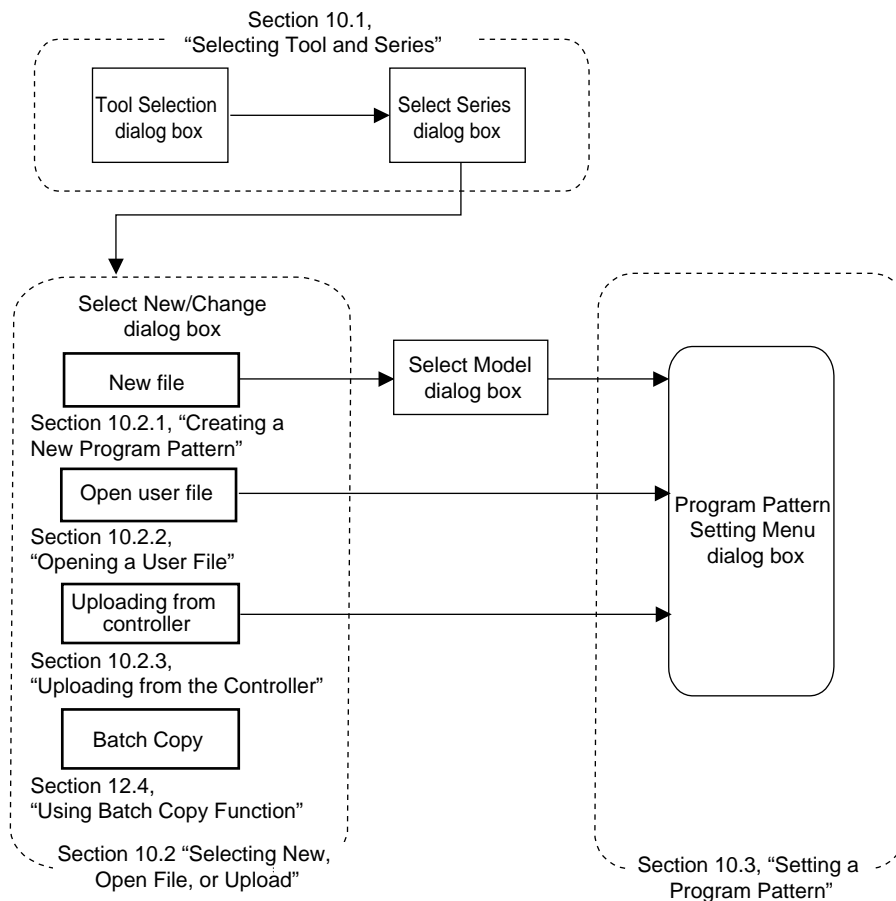 Section 10.1,
“Selecting Tool and Series”
Tool Selection
dialog box
Select Series
dialog box
Select New/Change
dialog box
New file
Section 10.2.1, “Creating a
New Program Pattern”
Open user file
Section 10.2.2,
“Opening a User File”
Uploading from
controller
Section 10.2.3,
“Uploading from the Controller”
Batch Copy
Section 12.4,
“Using Batch Copy Function”
Section 10.2 “Selecting New,
Open File, or Upload”
Select Model
dialog box
Program Pattern
Setting Menu
dialog box
Section 10.3, “Setting a
Program Pattern”